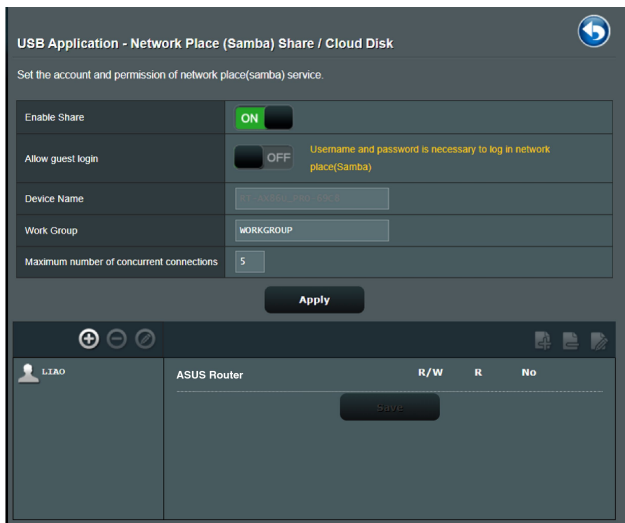 USB Application - Network Place (Samba) Share / Cloud Disk
Set the account and permission of network place(samba) service.
Enable Share
ON
Allow guest login
OFF
Username and password is necessary to log in network
place(Samba)
Device Name
Work Group
WORKGROUP
Maximum number of concurrent connections
5
Apply
LIAO
ASUS Router
R/W
R
No
Save